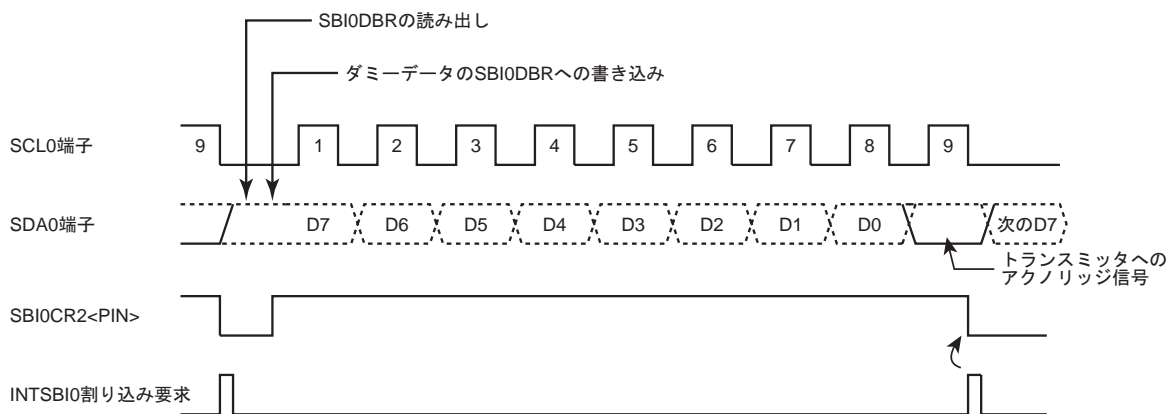 SBI0DBRの読み出し
ダミーデータのSBI0DBRへの書き込み
SCL0端子 9 1 2 3 4 5 6 7 8 9
SDA0端子 D7 D6 D5 D4 D3 D2 D1 D0 次のD7
トランスミッタへの
アクノリッジ信号
SBI0CR2<PIN>
INTSBI0割り込み要求